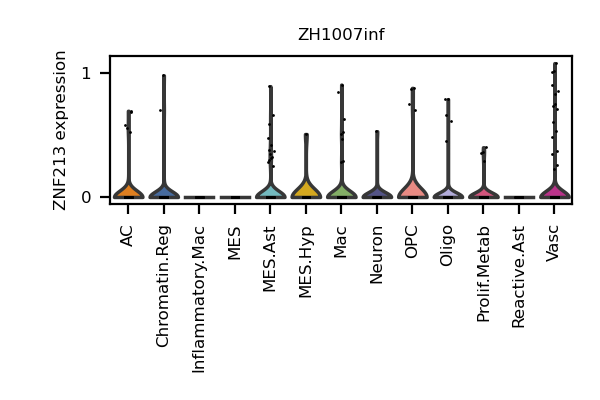 ZH1007inf
ZNF213 expression
1
0
AC
Chromatin.Reg
Inflammatory.Mac
MES
MES.Ast
MES.Hyp
Mac
Neuron
OPC
Oligo
Prolif.Metab
Reactive.Ast
Vasc